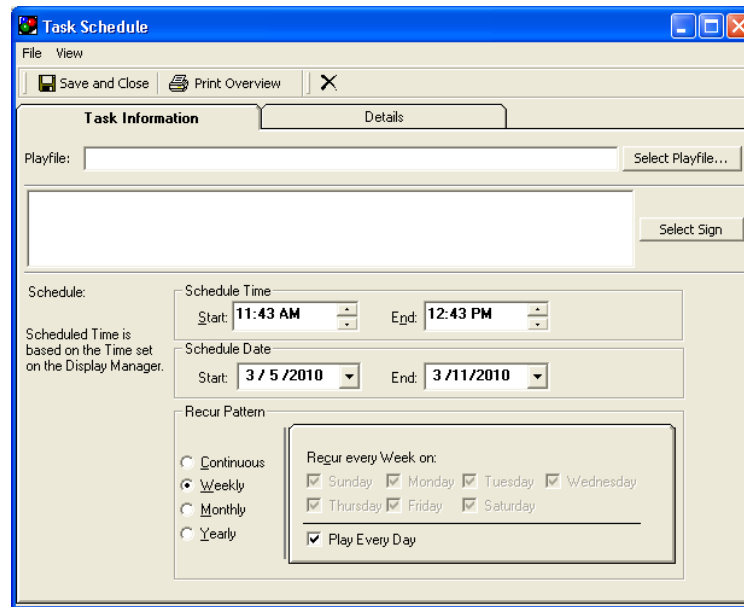 Task Schedule
File View
Save and Close Print Overview
Task Information Details
Playfile: Select Playfile...
Select Sign
Schedule:
Scheduled Time is
based on the Time set
on the Display Manager.
Schedule Time
Start: 11:43 AM End: 12:43 PM
Schedule Date
Start: 3 / 5 /2010 End: 3 /11/2010
Recur Pattern
Continuous
Weekly
Monthly
Yearly
Recur every Week on:
Sunday Monday Tuesday Wednesday
Thursday Friday Saturday
Play Every Day